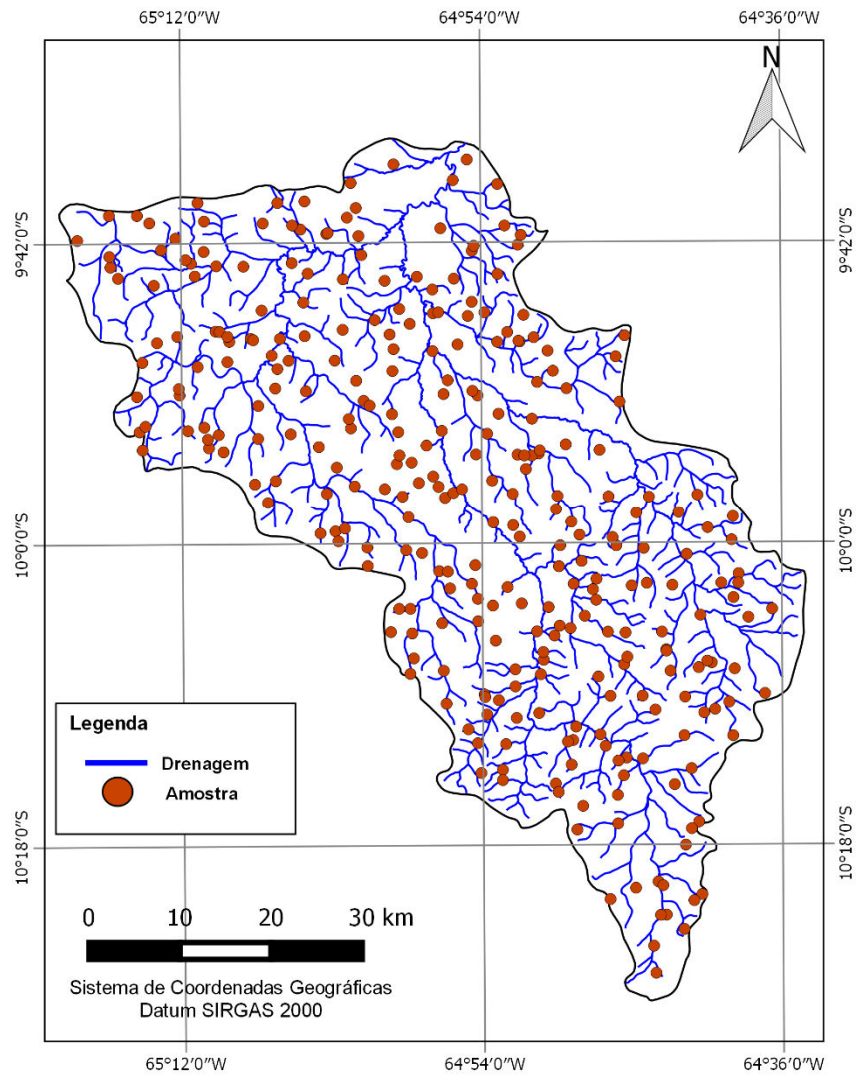 65°12′0″W 64°54′0″W 64°36′0″W
N
9°42′0″S 9°42′0″S
10°0′0″S 10°0′0″S
Legenda
Drenagem
Amostra
10°18′0″S 10°18′0″S
0 10 20 30 km
Sistema de Coordenadas Geográficas
Datum SIRGAS 2000
65°12′0″W 64°54′0″W 64°36′0″W